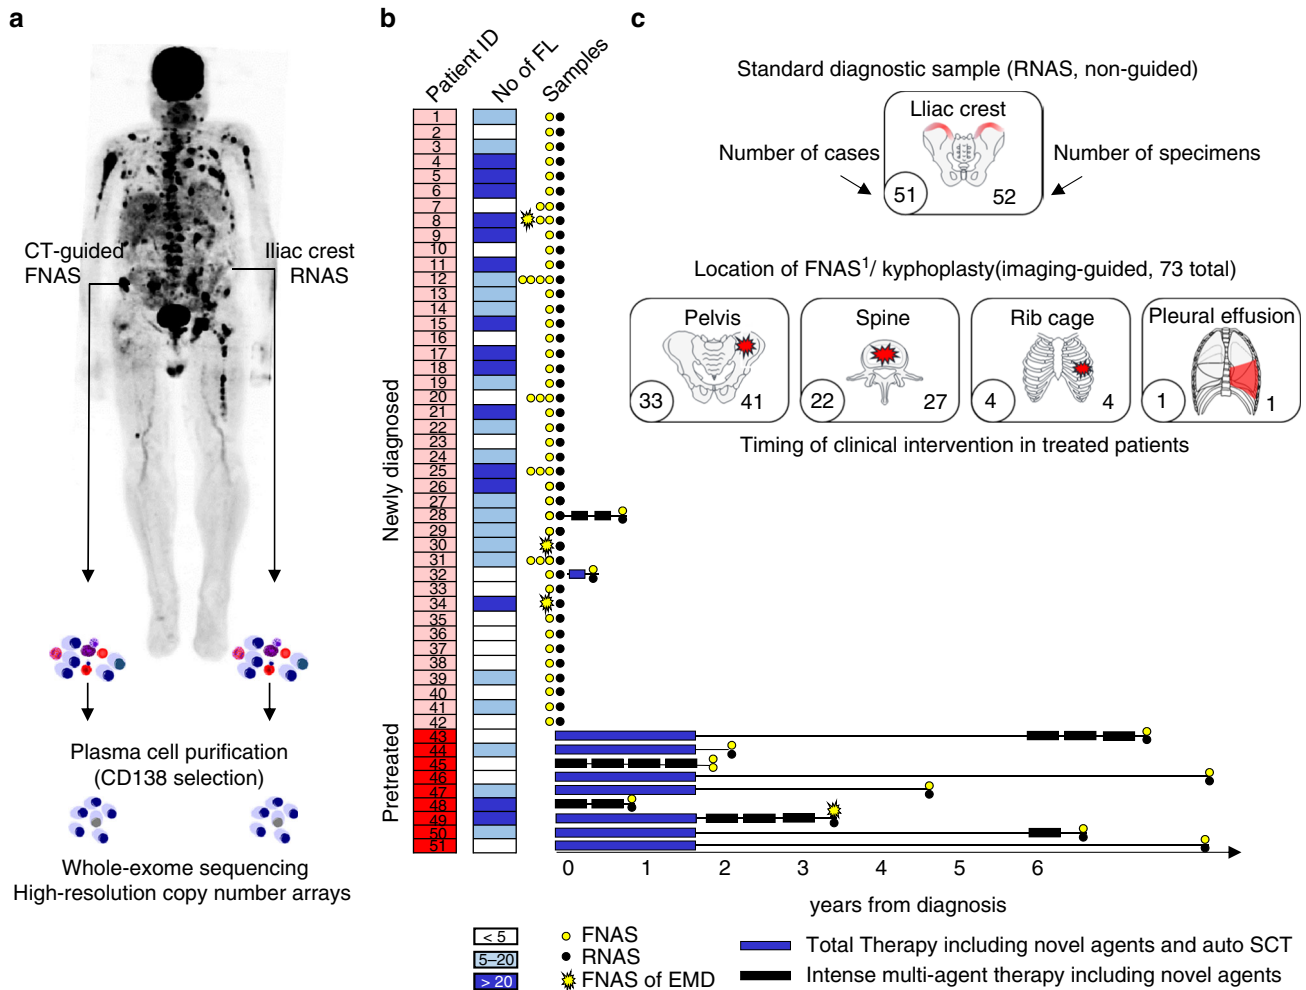 a
CT-guided
FNAS
Iliac crest
RNAS
Plasma cell purification
(CD138 selection)
Whole-exome sequencing
High-resolution copy number arrays
b
Patient ID
No of FL
Samples
Newly diagnosed
Pretreated
1
2
3
4
5
6
7
8
9
10
11
12
13
14
15
16
17
18
19
20
21
22
23
24
25
26
27
28
29
30
31
32
33
34
35
36
37
38
39
40
41
42
43
44
45
46
47
48
49
50
51
0 1 2 3 4 5 6
years from diagnosis
< 5
5–20
> 20
FNAS
RNAS
FNAS of EMD
Total Therapy including novel agents and auto SCT
Intense multi-agent therapy including novel agents
c
Standard diagnostic sample (RNAS, non-guided)
Lliac crest
Number of cases
Number of specimens
51 52
Location of FNAS¹/ kyphoplasty(imaging-guided, 73 total)
Pelvis
33 41
Spine
22 27
Rib cage
4 4
Pleural effusion
1 1
Timing of clinical intervention in treated patients